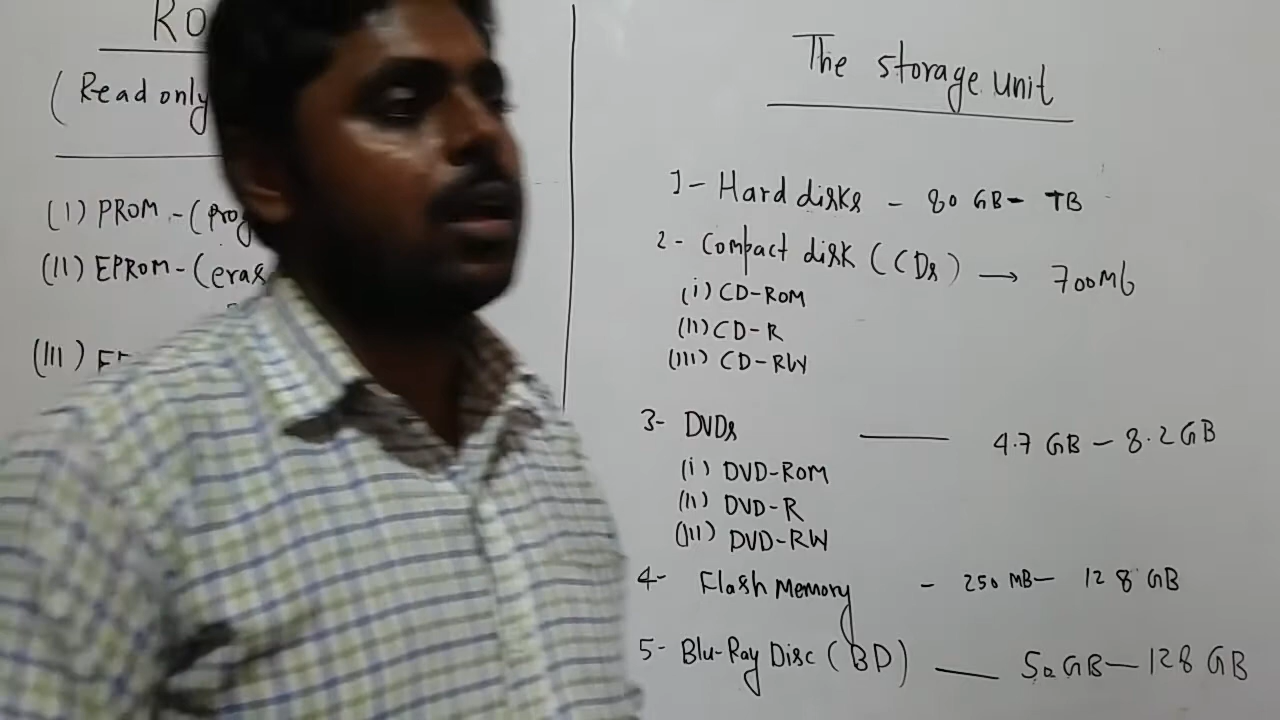 (Read only
(I) PROM - (prog
(II) EPROM - (eras
(III)
The storage unit
1- Hard disks - 80 GB - TB
2- Compact disk (CDs) → 700Mb
(i) CD-ROM
(II) CD-R
(III) CD-RW
3- DVDs — 4.7 GB - 8.2 GB
(i) DVD-ROM
(II) DVD-R
(III) DVD-RW
4- Flash Memory - 250 MB - 128 GB
5- Blu-Ray Disc (BD) — 50 GB - 128 GB